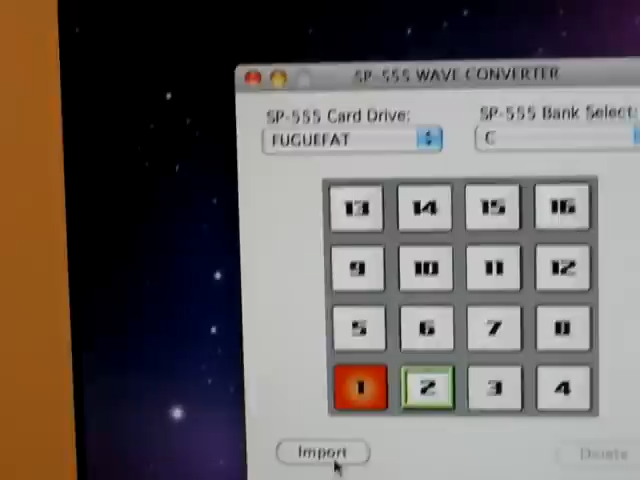 SP-555 WAVE CONVERTER
SP-555 Card Drive: SP-555 Bank Select:
FUGUEFAT C
13 14 15 16
9 10 11 12
5 6 7 8
1 2 3 4
Import Delete